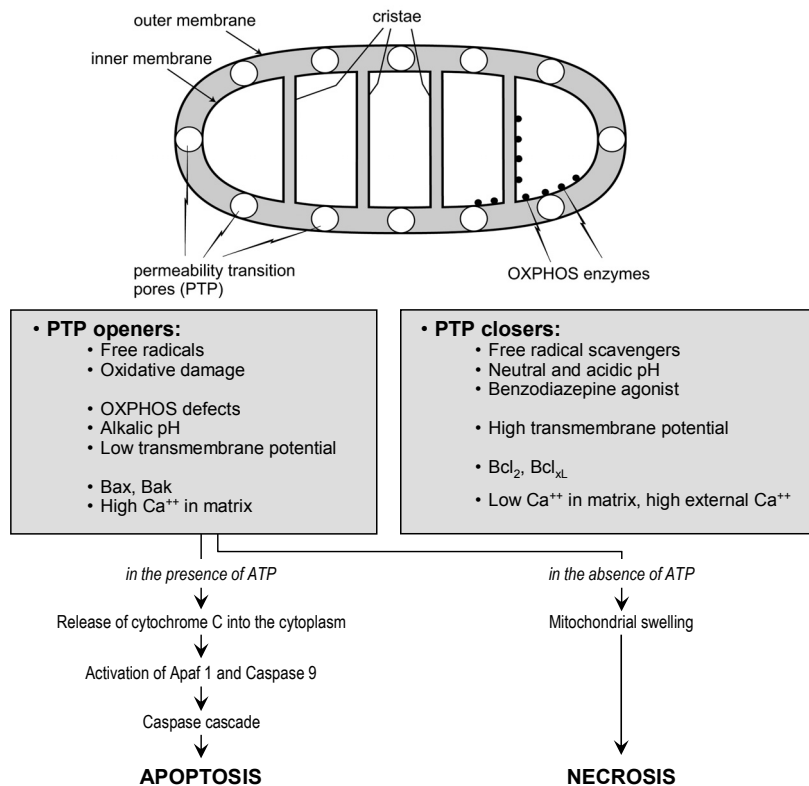 outer membrane
cristae
inner membrane
permeability transition
pores (PTP)
OXPHOS enzymes
• PTP openers:
• Free radicals
• Oxidative damage
• OXPHOS defects
• Alkalic pH
• Low transmembrane potential
• Bax, Bak
• High Ca⁺⁺ in matrix
• PTP closers:
• Free radical scavengers
• Neutral and acidic pH
• Benzodiazepine agonist
• High transmembrane potential
• Bcl₂, Bclₓʟ
• Low Ca⁺⁺ in matrix, high external Ca⁺⁺
in the presence of ATP
Release of cytochrome C into the cytoplasm
Activation of Apaf 1 and Caspase 9
Caspase cascade
APOPTOSIS
in the absence of ATP
Mitochondrial swelling
NECROSIS